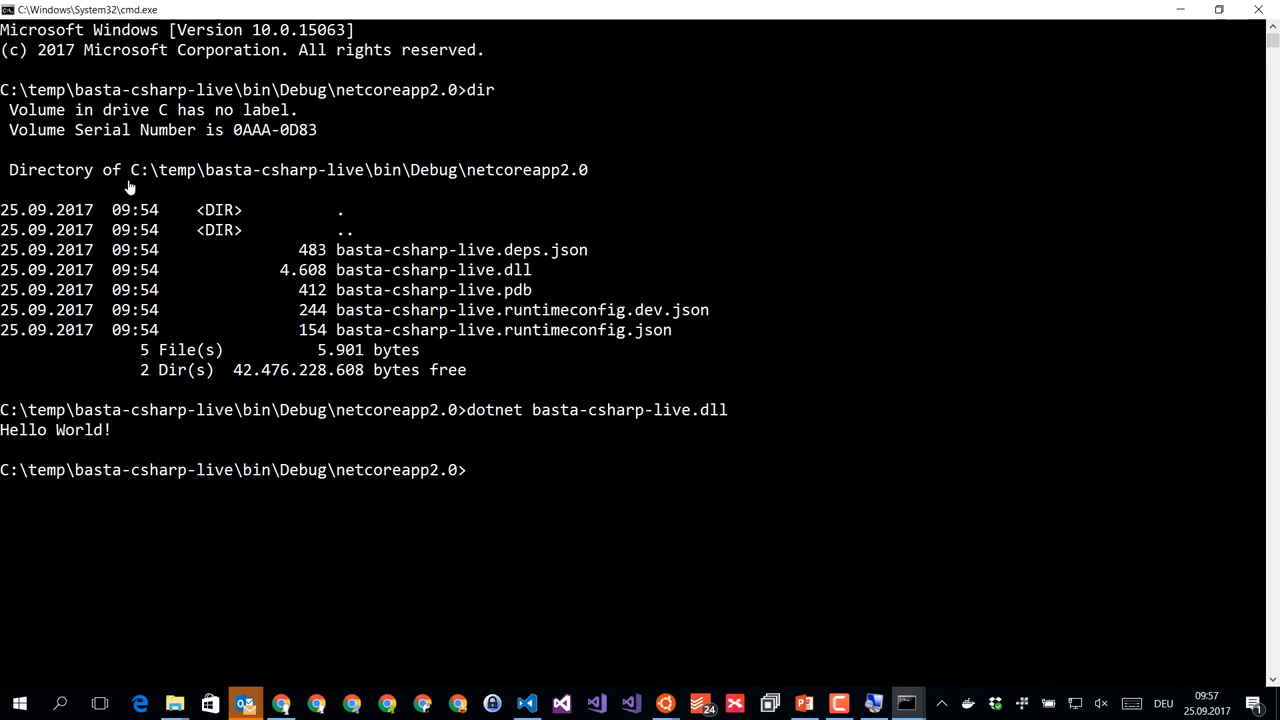 C:\Windows\System32\cmd.exe
Microsoft Windows [Version 10.0.15063]
(c) 2017 Microsoft Corporation. All rights reserved.
C:\temp\basta-csharp-live\bin\Debug\netcoreapp2.0>dir
 Volume in drive C has no label.
 Volume Serial Number is 0AAA-0D83
 Directory of C:\temp\basta-csharp-live\bin\Debug\netcoreapp2.0
25.09.2017  09:54    <DIR>          .
25.09.2017  09:54    <DIR>          ..
25.09.2017  09:54               483 basta-csharp-live.deps.json
25.09.2017  09:54             4.608 basta-csharp-live.dll
25.09.2017  09:54               412 basta-csharp-live.pdb
25.09.2017  09:54               244 basta-csharp-live.runtimeconfig.dev.json
25.09.2017  09:54               154 basta-csharp-live.runtimeconfig.json
               5 File(s)          5.901 bytes
               2 Dir(s)  42.476.228.608 bytes free
C:\temp\basta-csharp-live\bin\Debug\netcoreapp2.0>dotnet basta-csharp-live.dll
Hello World!
C:\temp\basta-csharp-live\bin\Debug\netcoreapp2.0>
24
DEU
09:57
25.09.2017
1